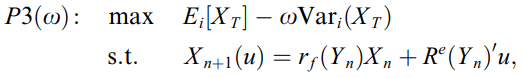 P3(ω): max E_i[X_T] − ωVar_i(X_T)
s.t. X_{n+1}(u) = r_f(Y_n)X_n + R^e(Y_n)′u,